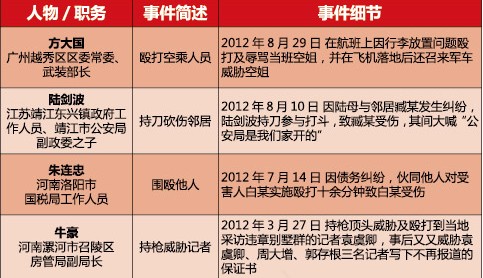 人物/职务 事件简述 事件细节
方大国
广州越秀区区委常委、
武装部长
殴打空乘人员
2012 年 8 月 29 日 在航班上因行李放置问题殴
打及辱骂当班空姐，并在飞机落地后还召来军车
威胁空姐
陆剑波
江苏靖江东兴镇政府工
作人员、靖江市公安局
副政委之子
持刀砍伤邻居
2012 年 8 月 10 日 因陆母与邻居臧某发生纠纷，
陆剑波持刀参与打斗，致臧某受伤，其间大喊“公
安局是我们家开的”
朱连忠
河南洛阳市
国税局工作人员
围殴他人
2012 年 7 月 14 日 因债务纠纷，伙同他人对受
害人白某实施殴打十余分钟致白某受伤
牛豪
河南漯河市召陵区
房管局副局长
持枪威胁记者
2012 年 3 月 27 日 持枪顶头威胁及殴打到当地
采访违章别墅群的记者袁虞卿，事后又又威胁袁
虞卿、周大增、郭存根三名记者写下不再报道的
保证书